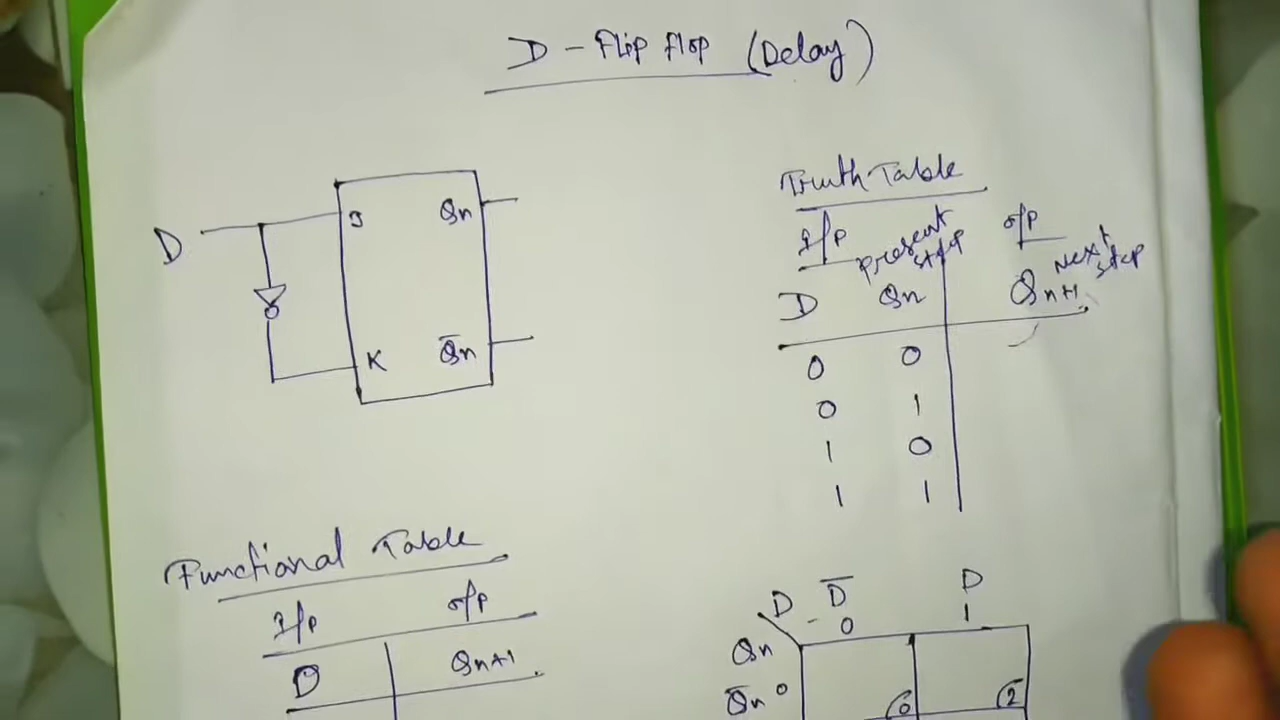 D - Flip Flop (Delay)
D
J
Qn
K
Q̅n
Truth Table
I/p
present step
o/p
Next step
D Qn Qn+1
0 0
0 1
1 0
1 1
Functional Table
I/p o/p
D Qn+1
D D̅ D
0 1
Qn
Q̅n 0
0 2